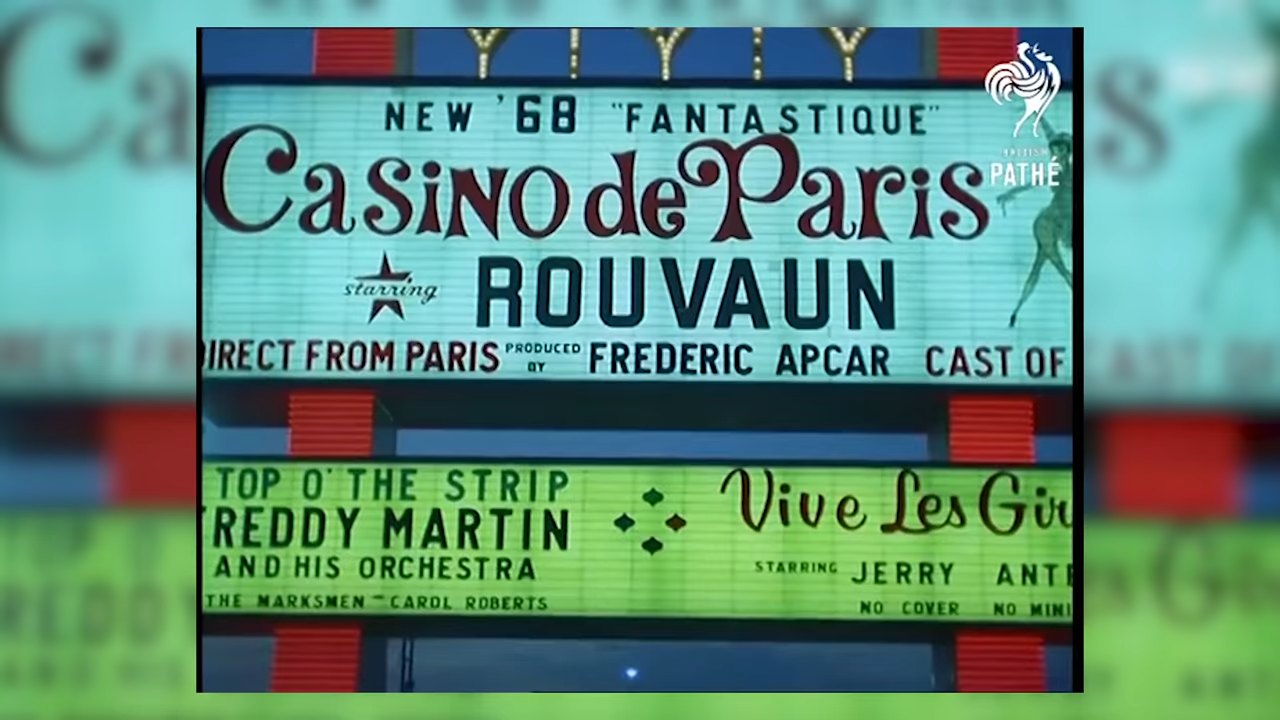 NEW '68 "FANTASTIQUE"
Casino de Paris
starring ROUVAUN
DIRECT FROM PARIS PRODUCED BY FREDERIC APCAR CAST OF
TOP O' THE STRIP
FREDDY MARTIN
AND HIS ORCHESTRA
THE MARKSMEN - CAROL ROBERTS
Vive Les Gir
STARRING JERRY ANT
NO COVER NO MINI
BRITISH
PATHÉ